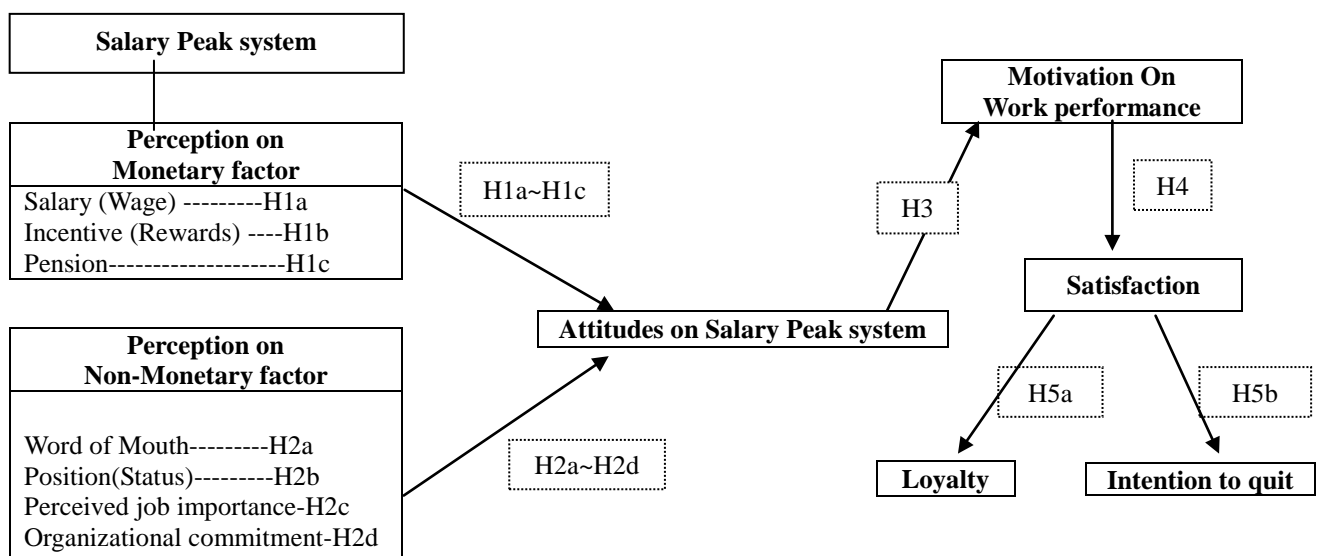 Salary Peak system
Perception on
Monetary factor
Salary (Wage) ---------H1a
Incentive (Rewards) ----H1b
Pension--------------------H1c
Perception on
Non-Monetary factor
Word of Mouth---------H2a
Position(Status)---------H2b
Perceived job importance-H2c
Organizational commitment-H2d
H1a~H1c
H2a~H2d
Attitudes on Salary Peak system
H3
Motivation On
Work performance
H4
Satisfaction
H5a
H5b
Loyalty
Intention to quit